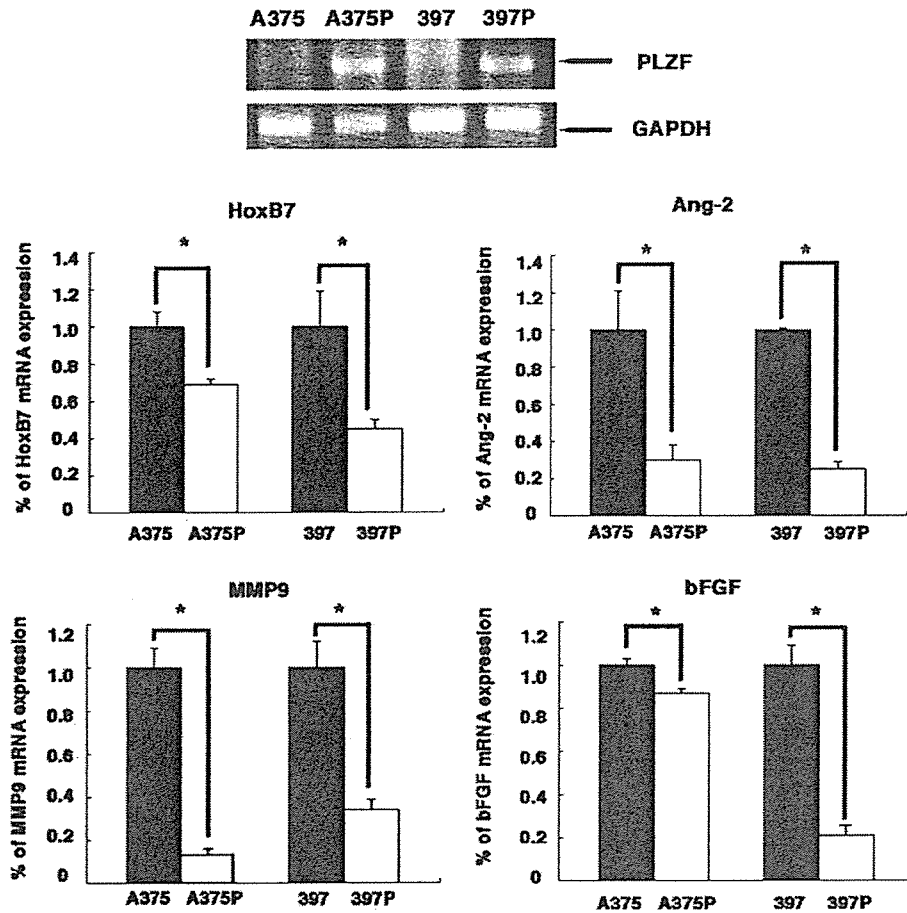 A375 A375P 397 397P
PLZF
GAPDH
HoxB7
% of HoxB7 mRNA expression
*
*
1.4
1.2
1.0
0.8
0.6
0.4
0.2
0
A375 A375P 397 397P
Ang-2
% of Ang-2 mRNA expression
*
*
1.4
1.2
1.0
0.8
0.6
0.4
0.2
0
A375 A375P 397 397P
MMP9
% of MMP9 mRNA expression
*
*
1.2
1.0
0.8
0.6
0.4
0.2
0
A375 A375P 397 397P
bFGF
% of bFGF mRNA expression
*
*
1.2
1.0
0.8
0.6
0.4
0.2
0
A375 A375P 397 397P